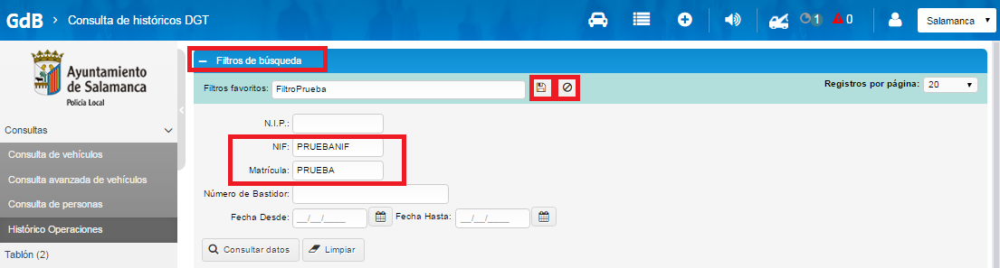 GdB > Consulta de históricos DGT
1 0 Salamanca
Filtros de búsqueda
Ayuntamiento
de Salamanca
Policía Local
Filtros favoritos: FiltroPrueba
Registros por página: 20
Consultas
Consulta de vehículos
Consulta avanzada de vehículos
Consulta de personas
Histórico Operaciones
Tablón (2)
N.I.P.:
NIF: PRUEBANIF
Matrícula: PRUEBA
Número de Bastidor:
Fecha Desde: __/__/____ Fecha Hasta: __/__/____
Consultar datos Limpiar